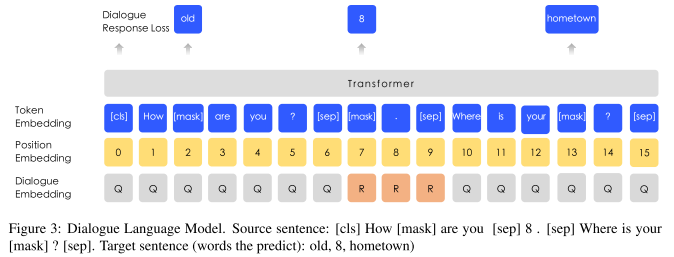 Dialogue
Response Loss old 8 hometown
Transformer
Token
Embedding [cls] How [mask] are you ? [sep] [mask] . [sep] Where is your [mask] ? [sep]
Position
Embedding 0 1 2 3 4 5 6 7 8 9 10 11 12 13 14 15
Dialogue
Embedding Q Q Q Q Q Q Q R R R Q Q Q Q Q Q
Figure 3: Dialogue Language Model. Source sentence: [cls] How [mask] are you [sep] 8 . [sep] Where is your
[mask] ? [sep]. Target sentence (words the predict): old, 8, hometown)